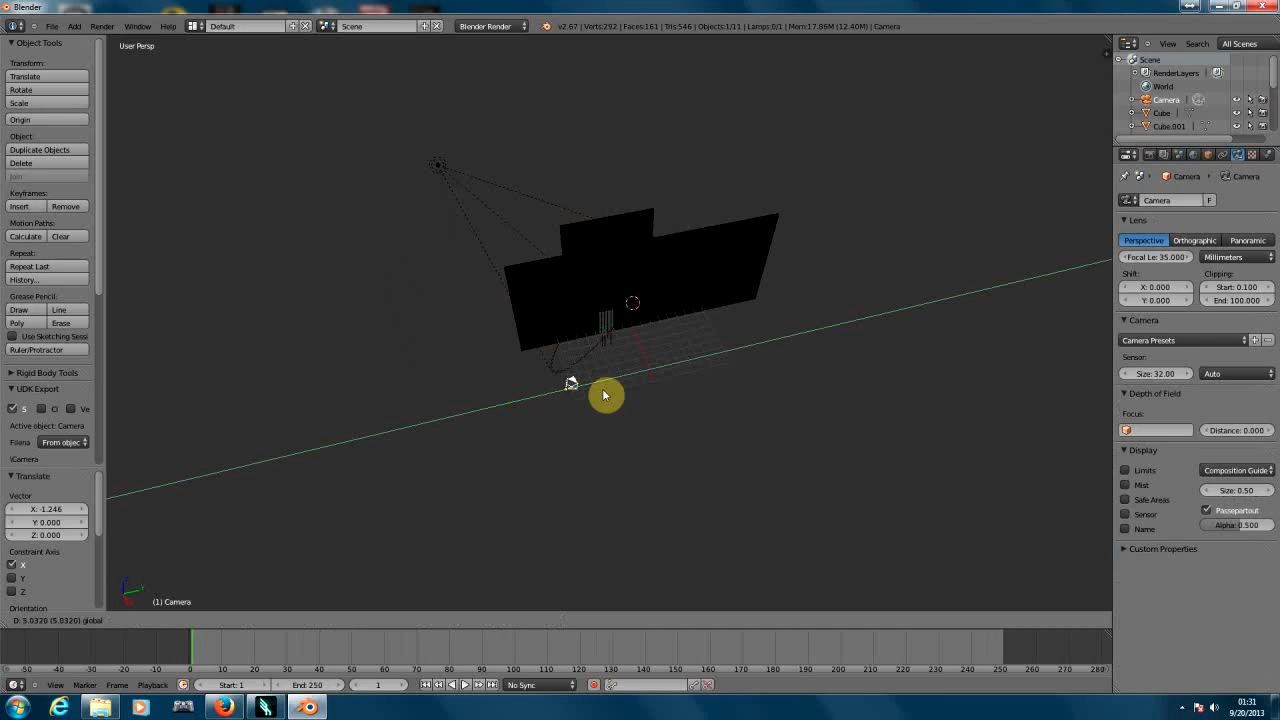 Blender
File Add Render Window Help Default Scene Blender Render v2.67 | Verts:292 | Faces:161 | Tris:546 | Objects:1/11 | Lamps:0/1 | Mem:17.86M (12.40M) | Camera
Object Tools
Transform:
Translate
Rotate
Scale
Origin
Object:
Duplicate Objects
Delete
Join
Keyframes:
Insert Remove
Motion Paths:
Calculate Clear
Repeat:
Repeat Last
History...
Grease Pencil:
Draw Line
Poly Erase
Use Sketching Sessi
Ruler/Protractor
Rigid Body Tools
UDK Export
S Cl Ve
Active object: Camera
Filena From objec
\Camera
Translate
Vector
X: -1.246
Y: 0.000
Z: 0.000
Constraint Axis
X
Y
Z
Orientation
User Persp
(1) Camera
D: 5.0320 (5.0320) global
View Search All Scenes
Scene
RenderLayers
World
Camera
Cube
Cube.001
Camera Camera
Camera F
Lens
Perspective Orthographic Panoramic
Focal Le: 35.000 Millimeters
Shift: Clipping:
X: 0.000 Start: 0.100
Y: 0.000 End: 100.000
Camera
Camera Presets
Sensor:
Size: 32.00 Auto
Depth of Field
Focus:
Distance: 0.000
Display
Limits Composition Guide
Mist Size: 0.50
Safe Areas
Sensor Passepartout
Name Alpha: 0.500
Custom Properties
-50 -40 -30 -20 -10 0 10 20 30 40 50 60 70 80 90 100 110 120 130 140 150 160 170 180 190 200 210 220 230 240 250 260 270 280
View Marker Frame Playback Start: 1 End: 250 1 No Sync
01:31
9/20/2013